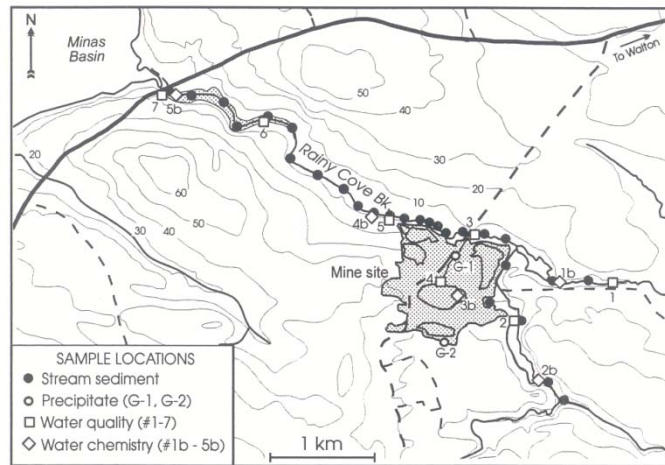 N
Minas
Basin
To Walton
50
40
7
5b
6
30
20
20
60
50
40
30
Rainy Cove Bk.
10
4b
5
3
G-1
1b
1
Mine site
4
3b
2
G-2
2b
SAMPLE LOCATIONS
Stream sediment
Precipitate (G-1, G-2)
Water quality (#1-7)
Water chemistry (#1b - 5b)
1 km